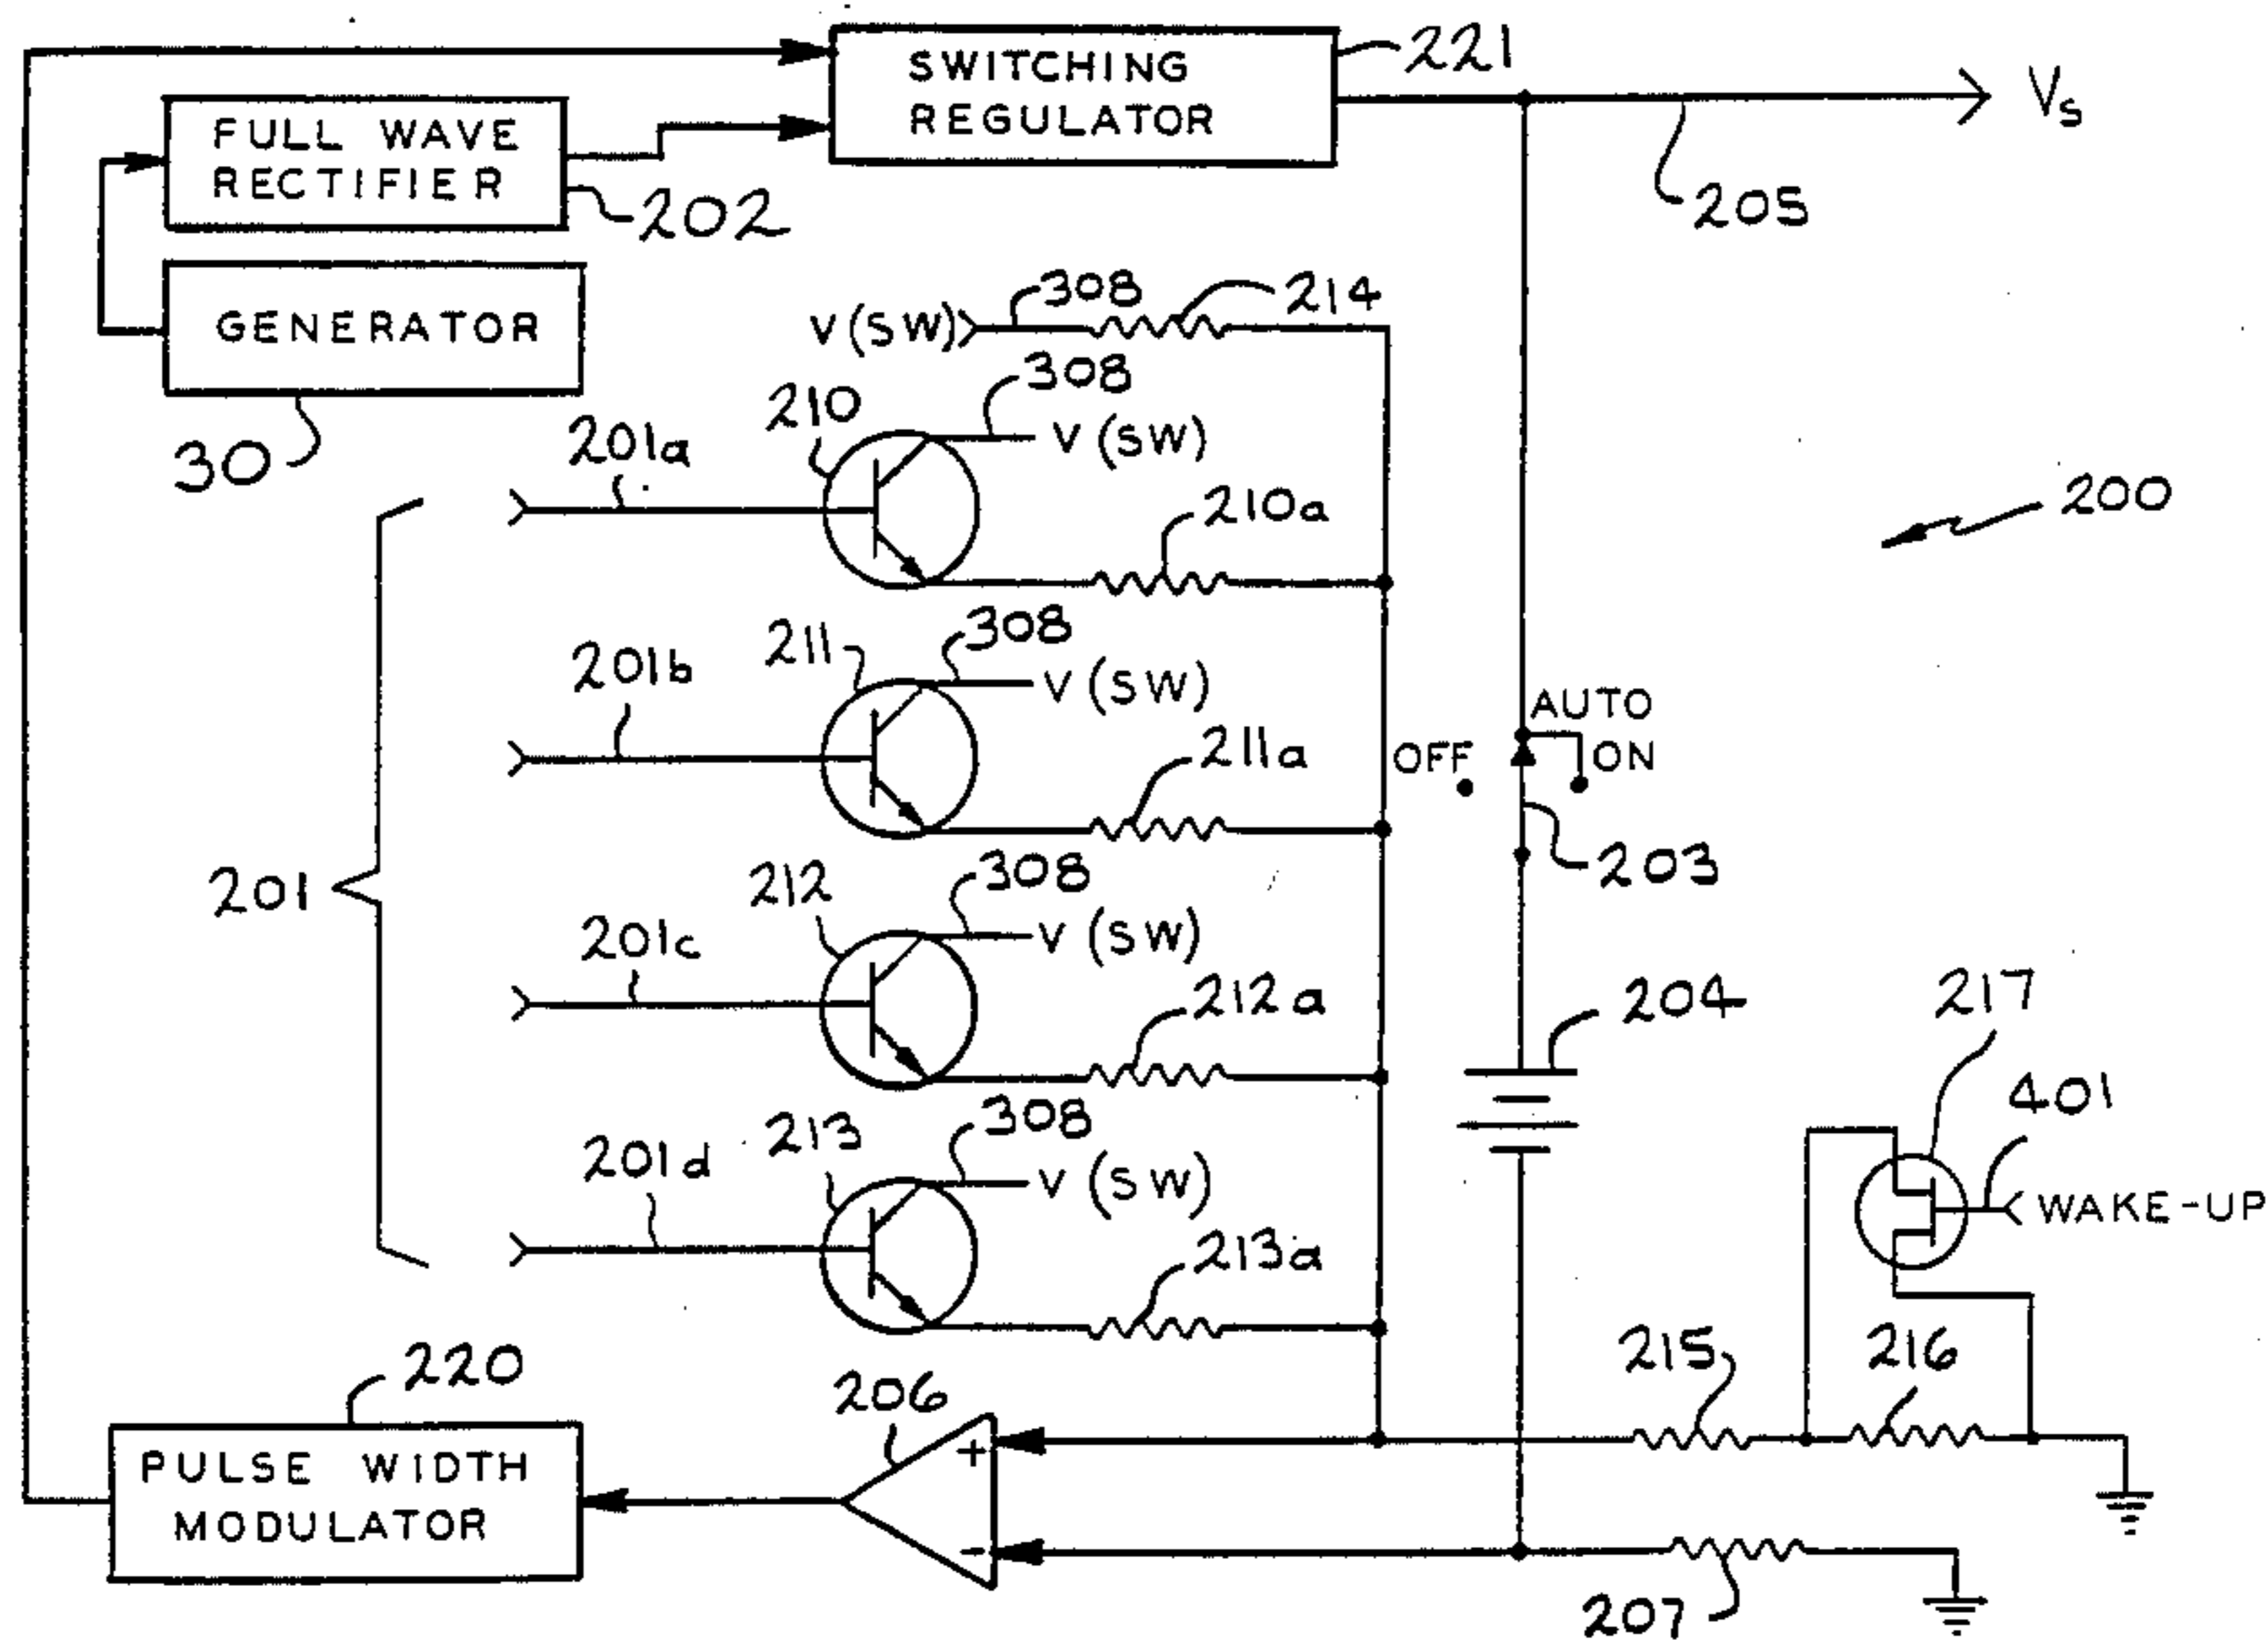 SWITCHING
REGULATOR
221
V_S
205
FULL WAVE
RECTIFIER
202
GENERATOR
30
V (SW)
308
214
308
210
V (SW)
201a
210a
200
308
211
V (SW)
201b
211a
AUTO
OFF
ON
203
201
308
212
V (SW)
201c
212a
204
217
401
WAKE-UP
308
213
V (SW)
201d
213a
215
216
220
206
+
-
PULSE WIDTH
MODULATOR
207